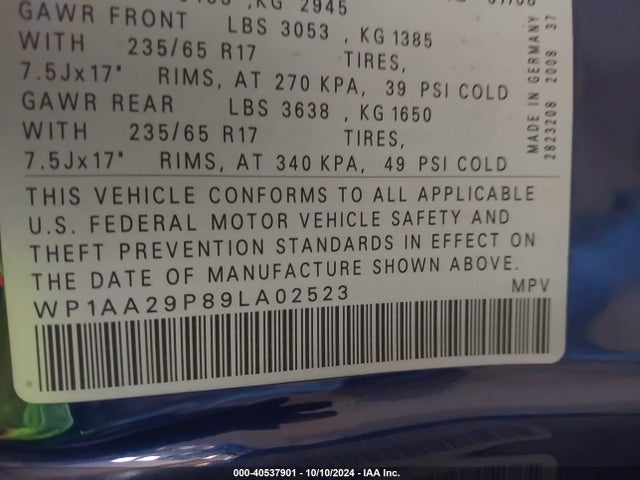 KG 2945
GAWR FRONT LBS 3053 , KG 1385
WITH 235/65 R17 TIRES,
7.5Jx17" RIMS, AT 270 KPA, 39 PSI COLD
GAWR REAR LBS 3638 , KG 1650
WITH 235/65 R17 TIRES,
7.5Jx17" RIMS, AT 340 KPA, 49 PSI COLD
MADE IN GERMANY
2823208 2008 37
THIS VEHICLE CONFORMS TO ALL APPLICABLE
U.S. FEDERAL MOTOR VEHICLE SAFETY AND
THEFT PREVENTION STANDARDS IN EFFECT ON
THE DATE OF MANUFACTURE SHOWN ABOVE.
WP1AA29P89LA02523 MPV
000-40537901 - 10/10/2024 - IAA Inc.